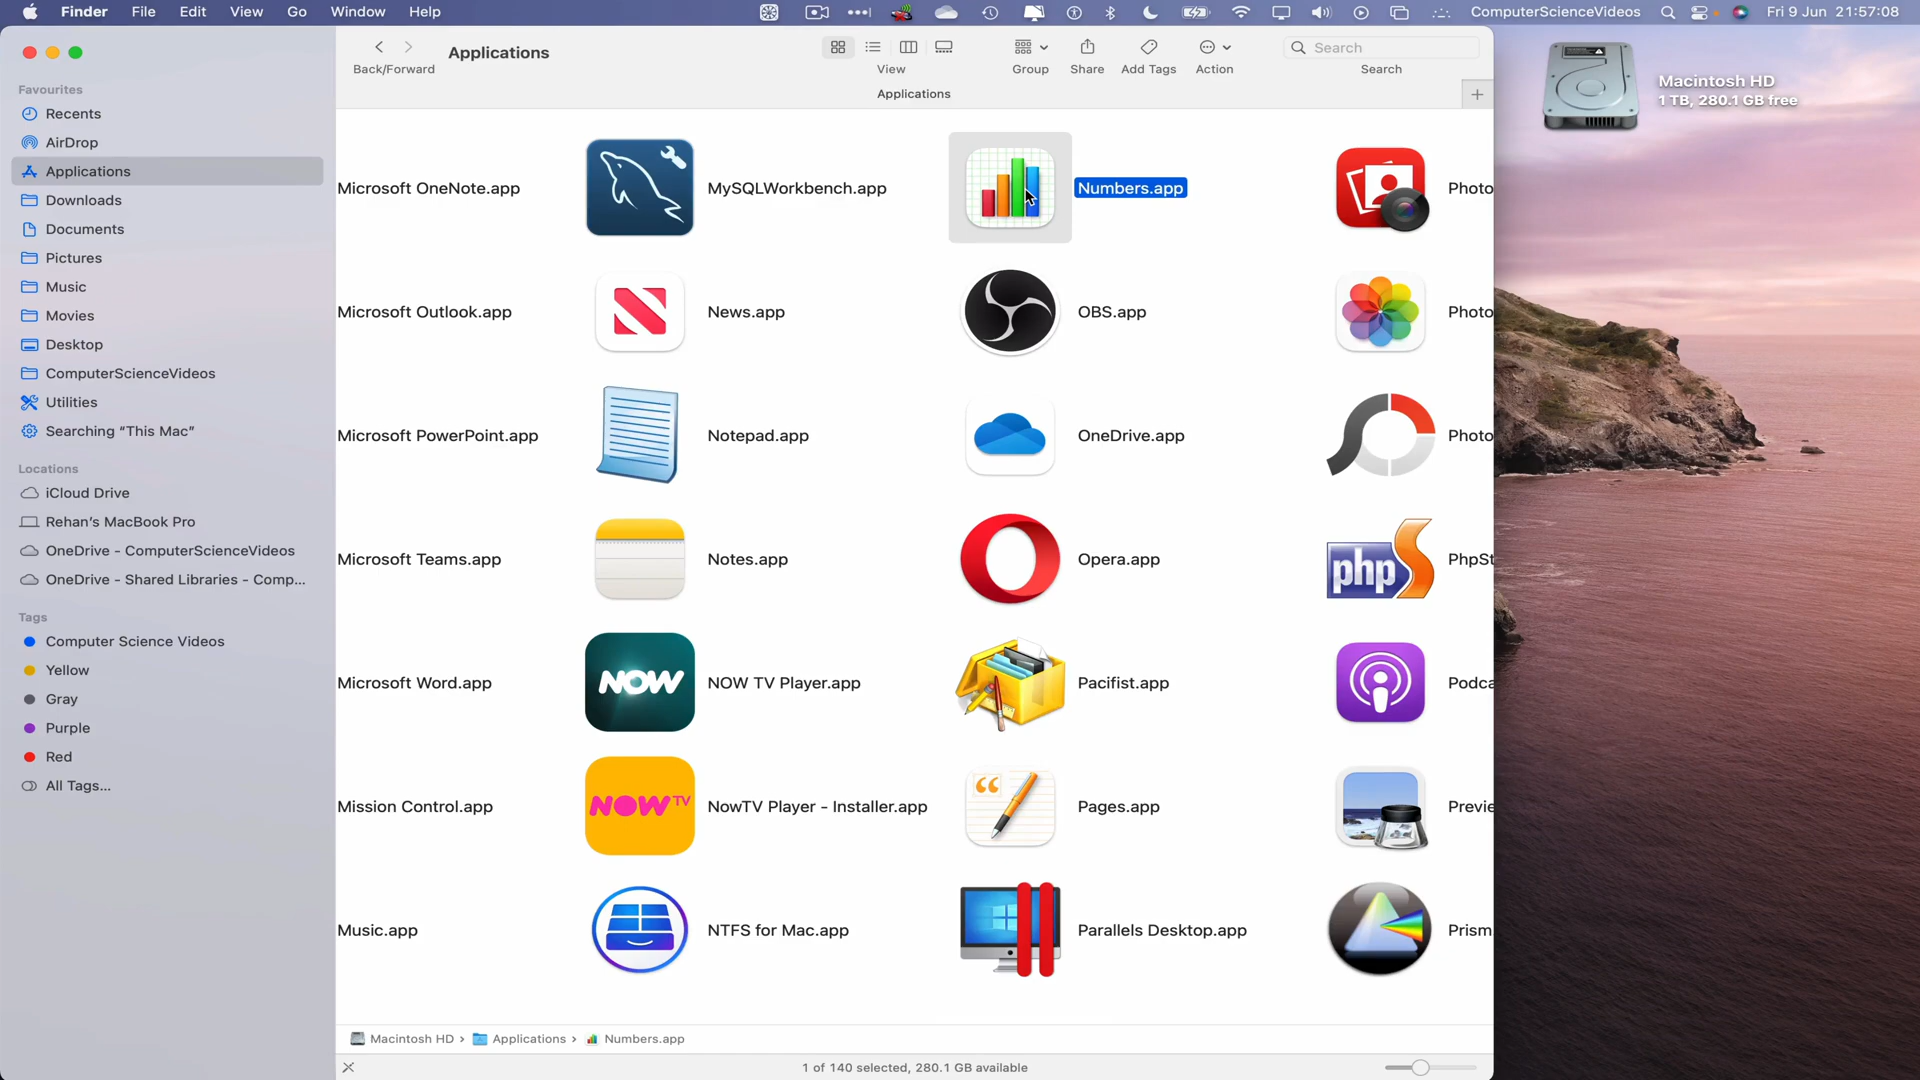 Finder File Edit View Go Window Help
ComputerScienceVideos Fri 9 Jun 21:57:08
Back/Forward
Applications
View
Group
Share
Add Tags
Action
Search
Search
Applications
Favourites
Recents
AirDrop
Applications
Downloads
Documents
Pictures
Music
Movies
Desktop
ComputerScienceVideos
Utilities
Searching “This Mac”
Locations
iCloud Drive
Rehan’s MacBook Pro
OneDrive - ComputerScienceVideos
OneDrive - Shared Libraries - Comp...
Tags
Computer Science Videos
Yellow
Gray
Purple
Red
All Tags...
Microsoft OneNote.app
MySQLWorkbench.app
Numbers.app
Photo
Microsoft Outlook.app
News.app
OBS.app
Photo
Microsoft PowerPoint.app
Notepad.app
OneDrive.app
Photo
Microsoft Teams.app
Notes.app
Opera.app
php
PhpSt
Microsoft Word.app
NOW
NOW TV Player.app
Pacifist.app
Podca
Mission Control.app
NOW TV
NowTV Player - Installer.app
Pages.app
Previe
Music.app
NTFS for Mac.app
Parallels Desktop.app
Prism
Macintosh HD › Applications › Numbers.app
1 of 140 selected, 280.1 GB available
Macintosh HD
1 TB, 280.1 GB free